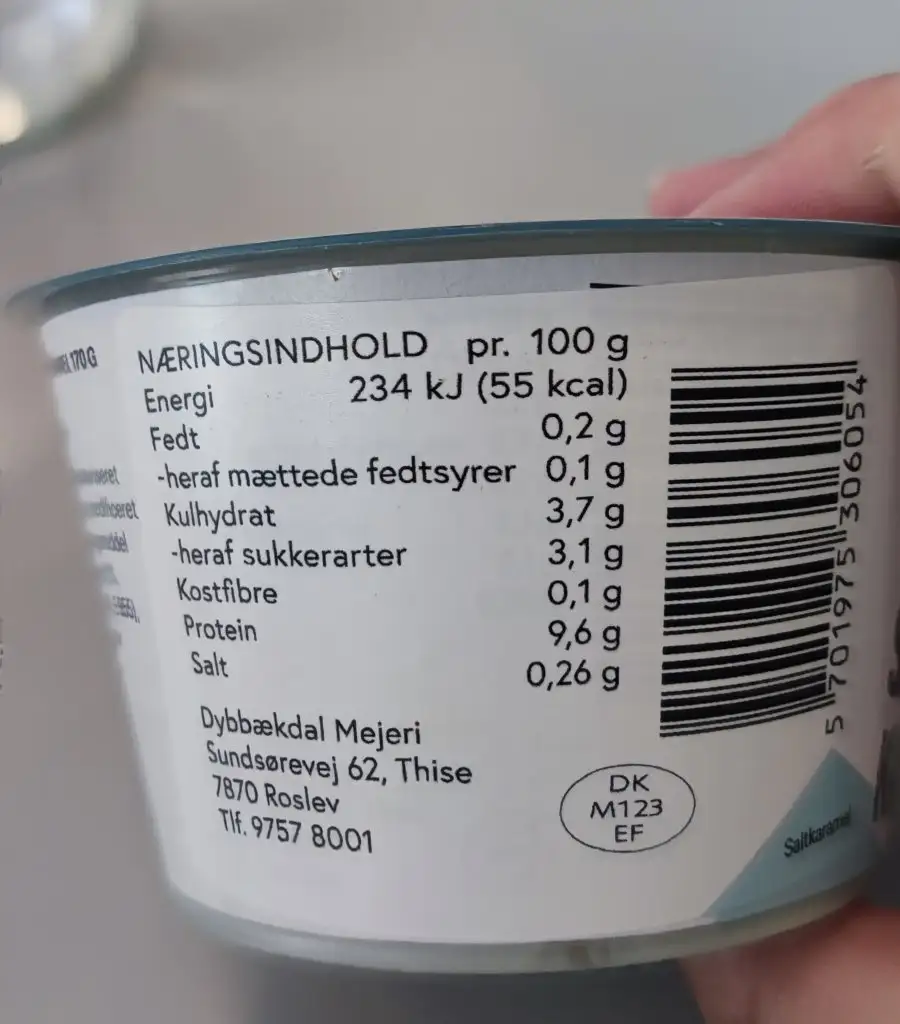 170 G
NÆRINGSINDHOLD pr. 100 g
Energi 234 kJ (55 kcal)
Fedt 0,2 g
-heraf mættede fedtsyrer 0,1 g
Kulhydrat 3,7 g
-heraf sukkerarter 3,1 g
Kostfibre 0,1 g
Protein 9,6 g
Salt 0,26 g
Dybbækdal Mejeri
Sundsørevej 62, Thise
7870 Roslev
Tlf. 9757 8001
DK
M123
EF
5 701975 306054
Saltkaramel